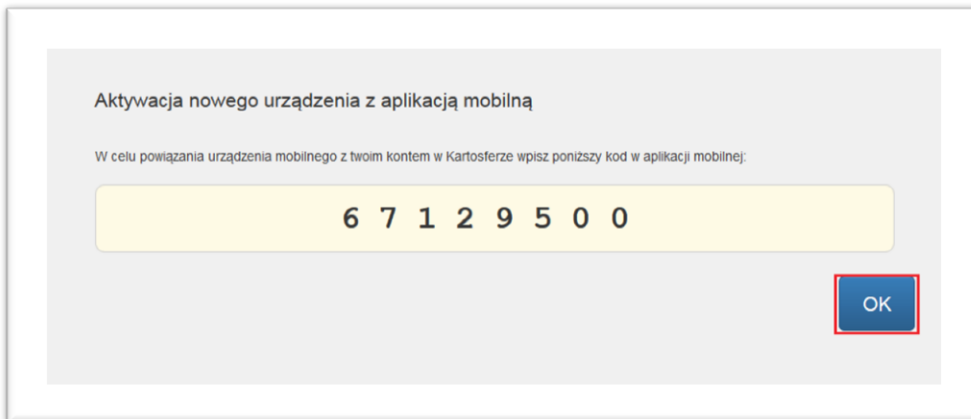 Aktywacja nowego urządzenia z aplikacją mobilną
W celu powiązania urządzenia mobilnego z twoim kontem w Kartosferze wpisz poniższy kod w aplikacji mobilnej:
6 7 1 2 9 5 0 0
OK